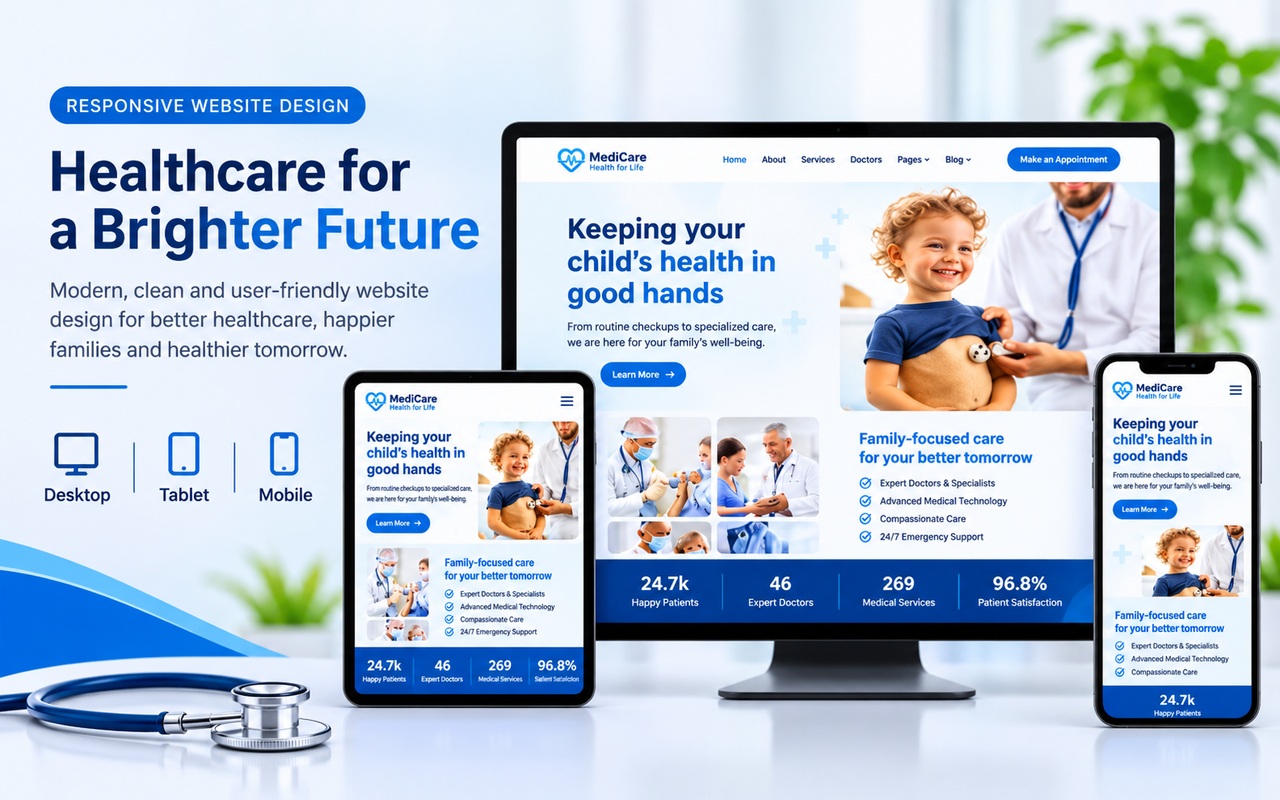 RESPONSIVE WEBSITE DESIGN
Healthcare for
a Brighter Future
Modern, clean and user-friendly website
design for better healthcare, happier
families and healthier tomorrow.
Desktop
Tablet
Mobile
MediCare
Health for Life
Home
About
Services
Doctors
Pages
Blog
Make an Appointment
Keeping your
child's health in
good hands
From routine checkups to specialized care,
we are here for your family's well-being.
Learn More →
Family-focused care
for your better tomorrow
Expert Doctors & Specialists
Advanced Medical Technology
Compassionate Care
24/7 Emergency Support
24.7k
Happy Patients
46
Expert Doctors
269
Medical Services
96.8%
Patient Satisfaction
MediCare
Health for Life
Keeping your
child's health in
good hands
From routine checkups to specialized care,
we are here for your family's well-being.
Learn More →
Family-focused care
for your better tomorrow
Expert Doctors & Specialists
Advanced Medical Technology
Compassionate Care
24/7 Emergency Support
24.7k
Happy Patients
46
Expert Doctors
269
Medical Services
96.8%
MediCare
Health for Life
Keeping your
child's health in
good hands
From routine checkups to specialized care,
we are here for your family's well-being.
Learn More →
Family-focused care
for your better tomorrow
Expert Doctors & Specialists
Advanced Medical Technology
Compassionate Care
24.7k
Happy Patients